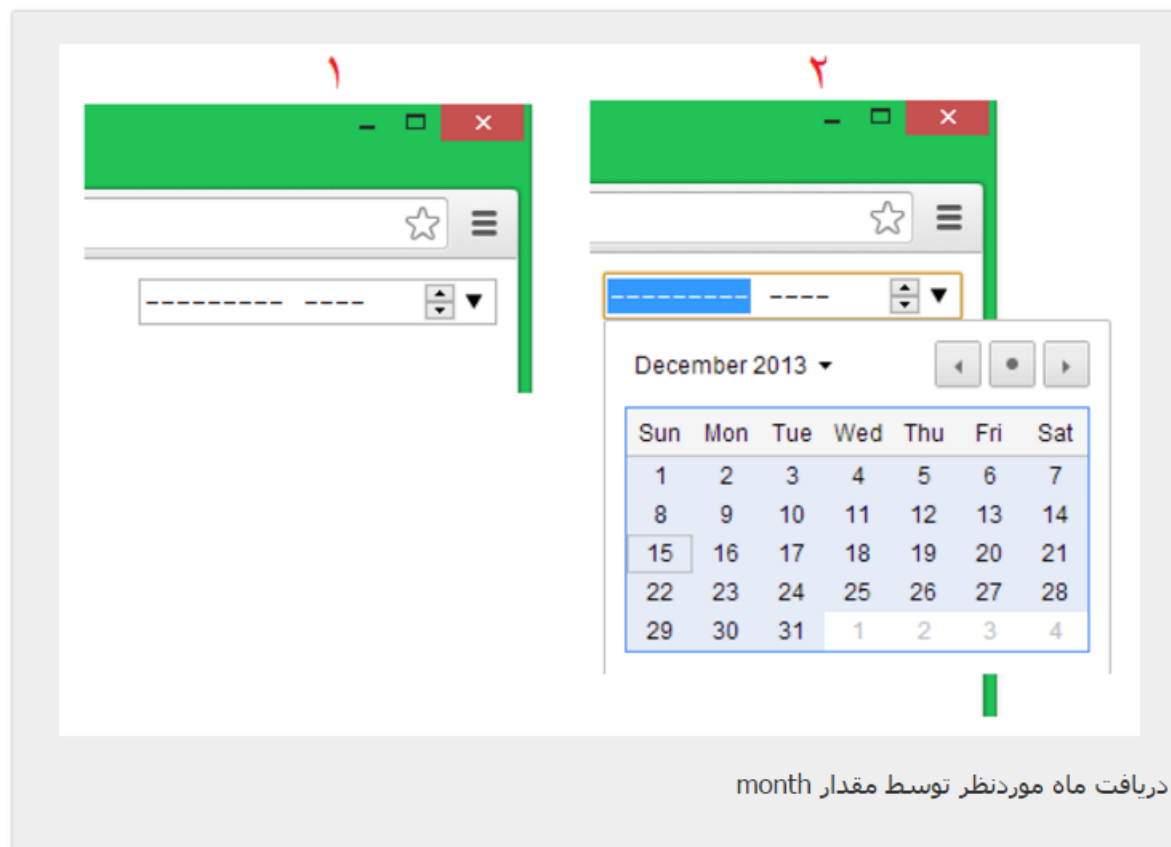 ۱
۲
--------- ----
--------- ----
December 2013
Sun Mon Tue Wed Thu Fri Sat
1 2 3 4 5 6 7
8 9 10 11 12 13 14
15 16 17 18 19 20 21
22 23 24 25 26 27 28
29 30 31 1 2 3 4
دریافت ماه موردنظر توسط مقدار month